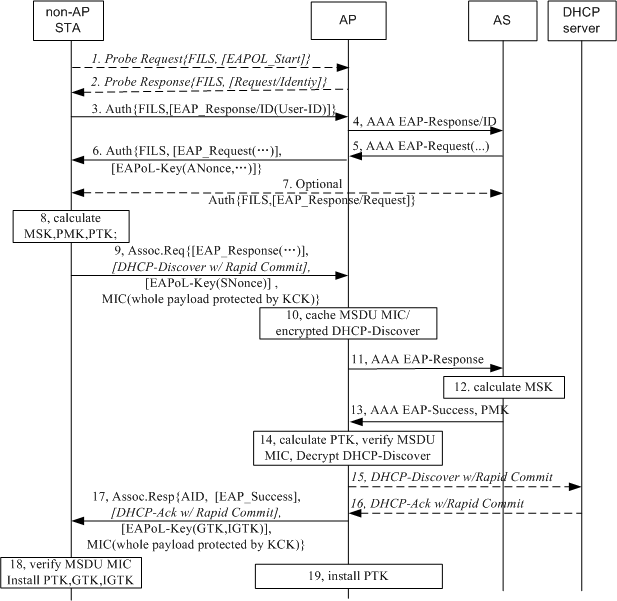 non-AP
STA
AP
AS
DHCP
server
1. Probe Request{FILS, [EAPOL_Start]}
2. Probe Response{FILS, [Request/Identiy]}
3. Auth{FILS,[EAP_Response/ID(User-ID)]}
4, AAA EAP-Response/ID
5, AAA EAP-Request(...)
6. Auth{FILS, [EAP_Request(…)],
[EAPoL-Key(ANonce,…)]}
7. Optional
Auth{FILS,[EAP_Response/Request]}
8, calculate
MSK,PMK,PTK;
9, Assoc.Req{[EAP_Response(…)],
[DHCP-Discover w/ Rapid Commit],
[EAPoL-Key(SNonce)] ,
MIC(whole payload protected by KCK)}
10, cache MSDU MIC/
encrypted DHCP-Discover
11, AAA EAP-Response
12. calculate MSK
13, AAA EAP-Success, PMK
14, calculate PTK, verify MSDU
MIC, Decrypt DHCP-Discover
15, DHCP-Discover w/Rapid Commit
16, DHCP-Ack w/Rapid Commit
17, Assoc.Resp{AID, [EAP_Success],
[DHCP-Ack w/ Rapid Commit],
[EAPoL-Key(GTK,IGTK)],
MIC(whole payload protected by KCK)}
18, verify MSDU MIC
Install PTK,GTK,IGTK
19, install PTK